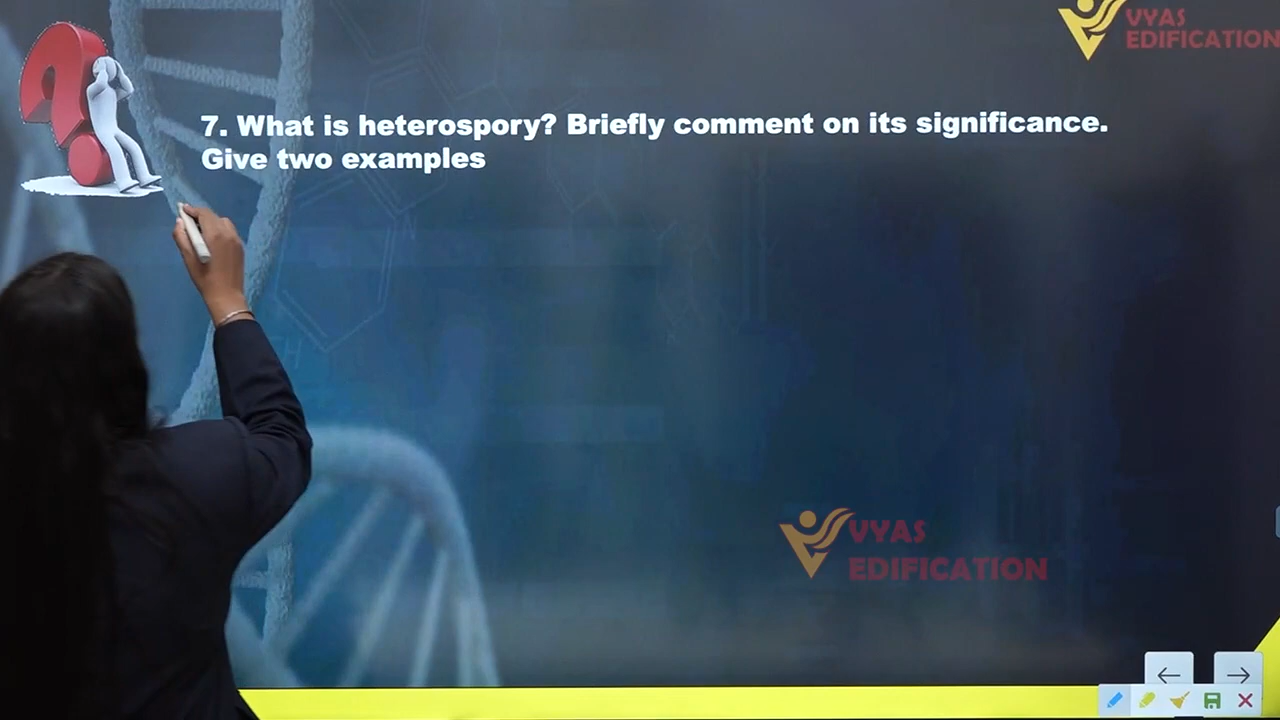 VYAS
EDIFICATION
7. What is heterospory? Briefly comment on its significance.
Give two examples
VYAS
EDIFICATION